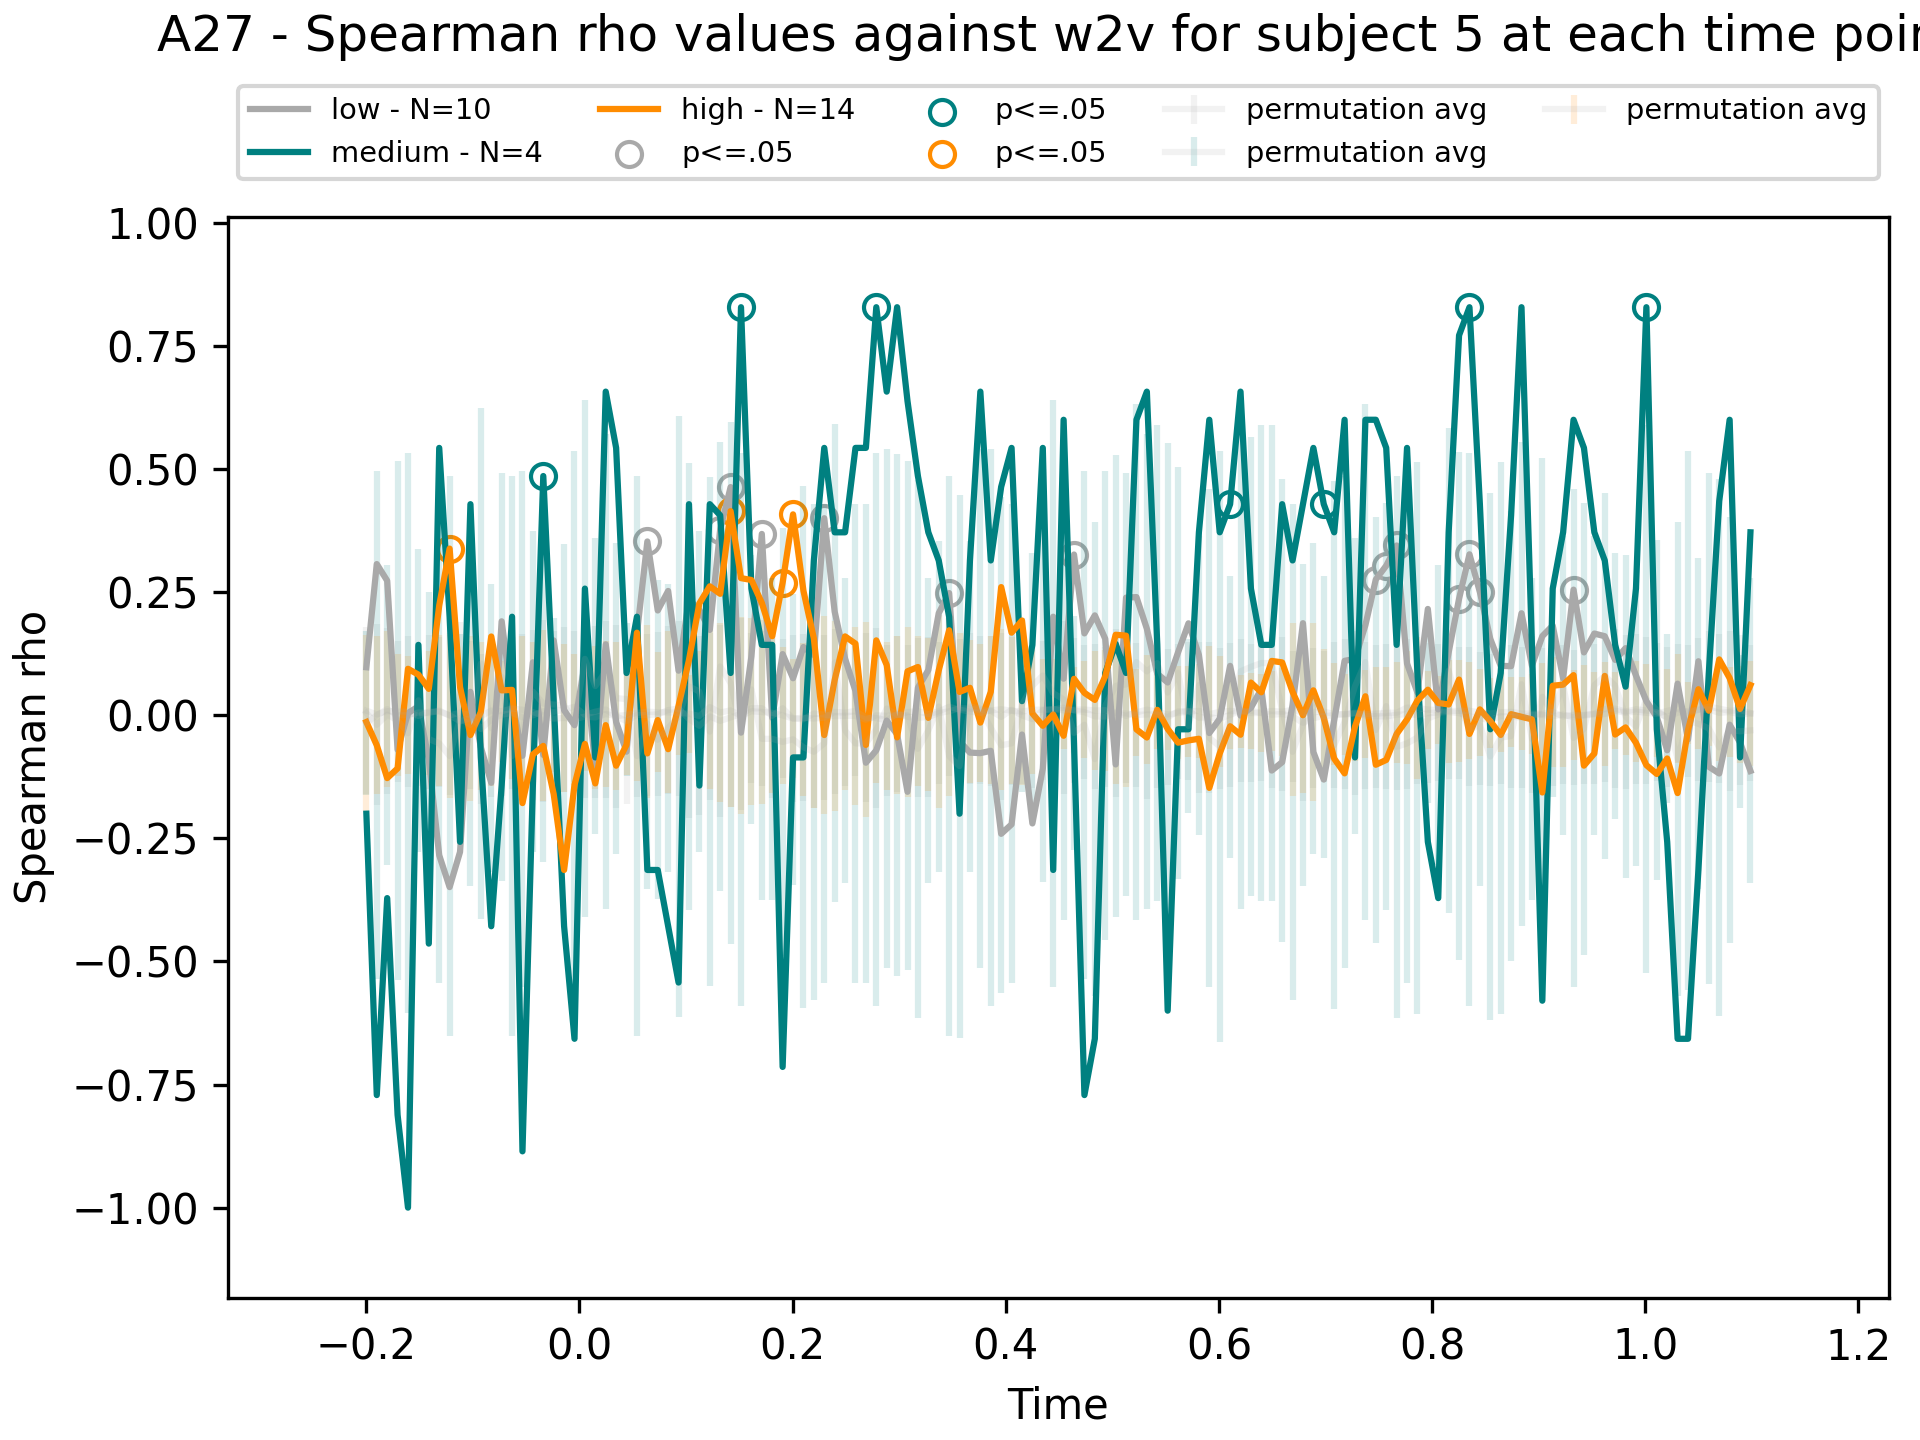 A27 - Spearman rho values against w2v for subject 5 at each time poi
low - N=10
medium - N=4
high - N=14
p<=.05
p<=.05
p<=.05
permutation avg
permutation avg
permutation avg
1.00
0.75
0.50
0.25
0.00
−0.25
−0.50
−0.75
−1.00
Spearman rho
−0.2 0.0 0.2 0.4 0.6 0.8 1.0 1.2
Time